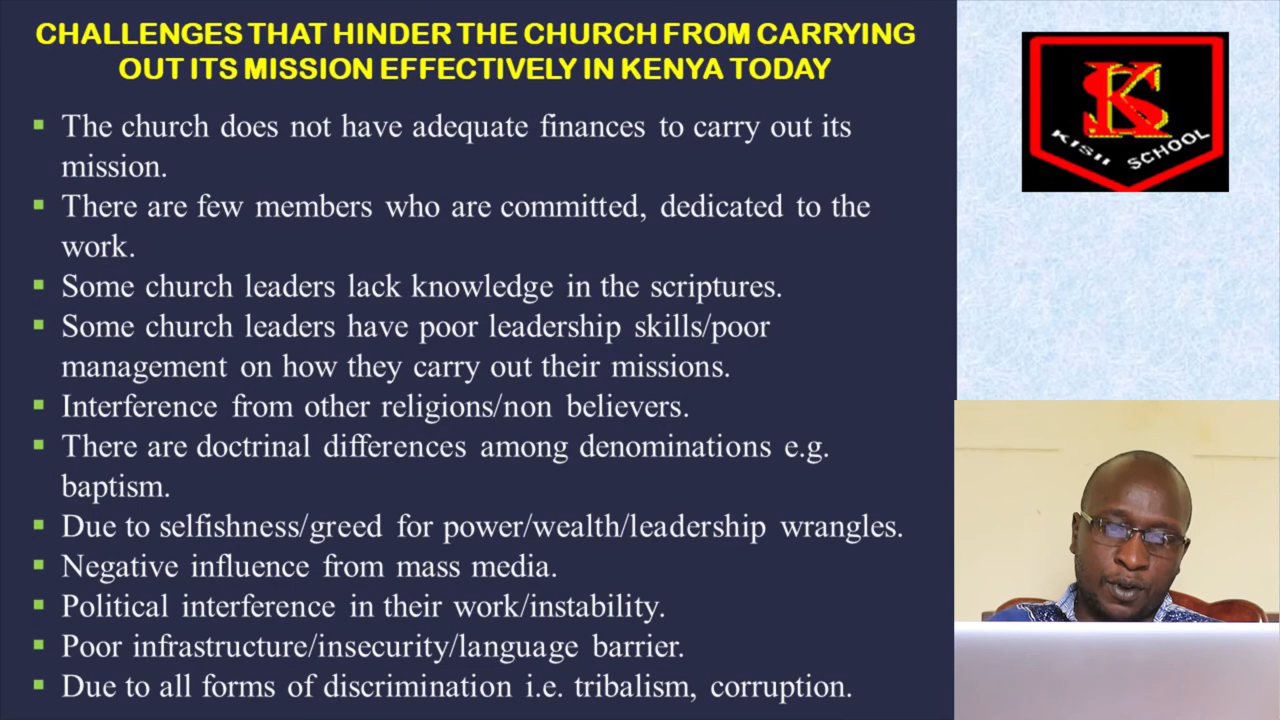 CHALLENGES THAT HINDER THE CHURCH FROM CARRYING
OUT ITS MISSION EFFECTIVELY IN KENYA TODAY
The church does not have adequate finances to carry out its
mission.
There are few members who are committed, dedicated to the
work.
Some church leaders lack knowledge in the scriptures.
Some church leaders have poor leadership skills/poor
management on how they carry out their missions.
Interference from other religions/non believers.
There are doctrinal differences among denominations e.g.
baptism.
Due to selfishness/greed for power/wealth/leadership wrangles.
Negative influence from mass media.
Political interference in their work/instability.
Poor infrastructure/insecurity/language barrier.
Due to all forms of discrimination i.e. tribalism, corruption.
KS
KISII SCHOOL